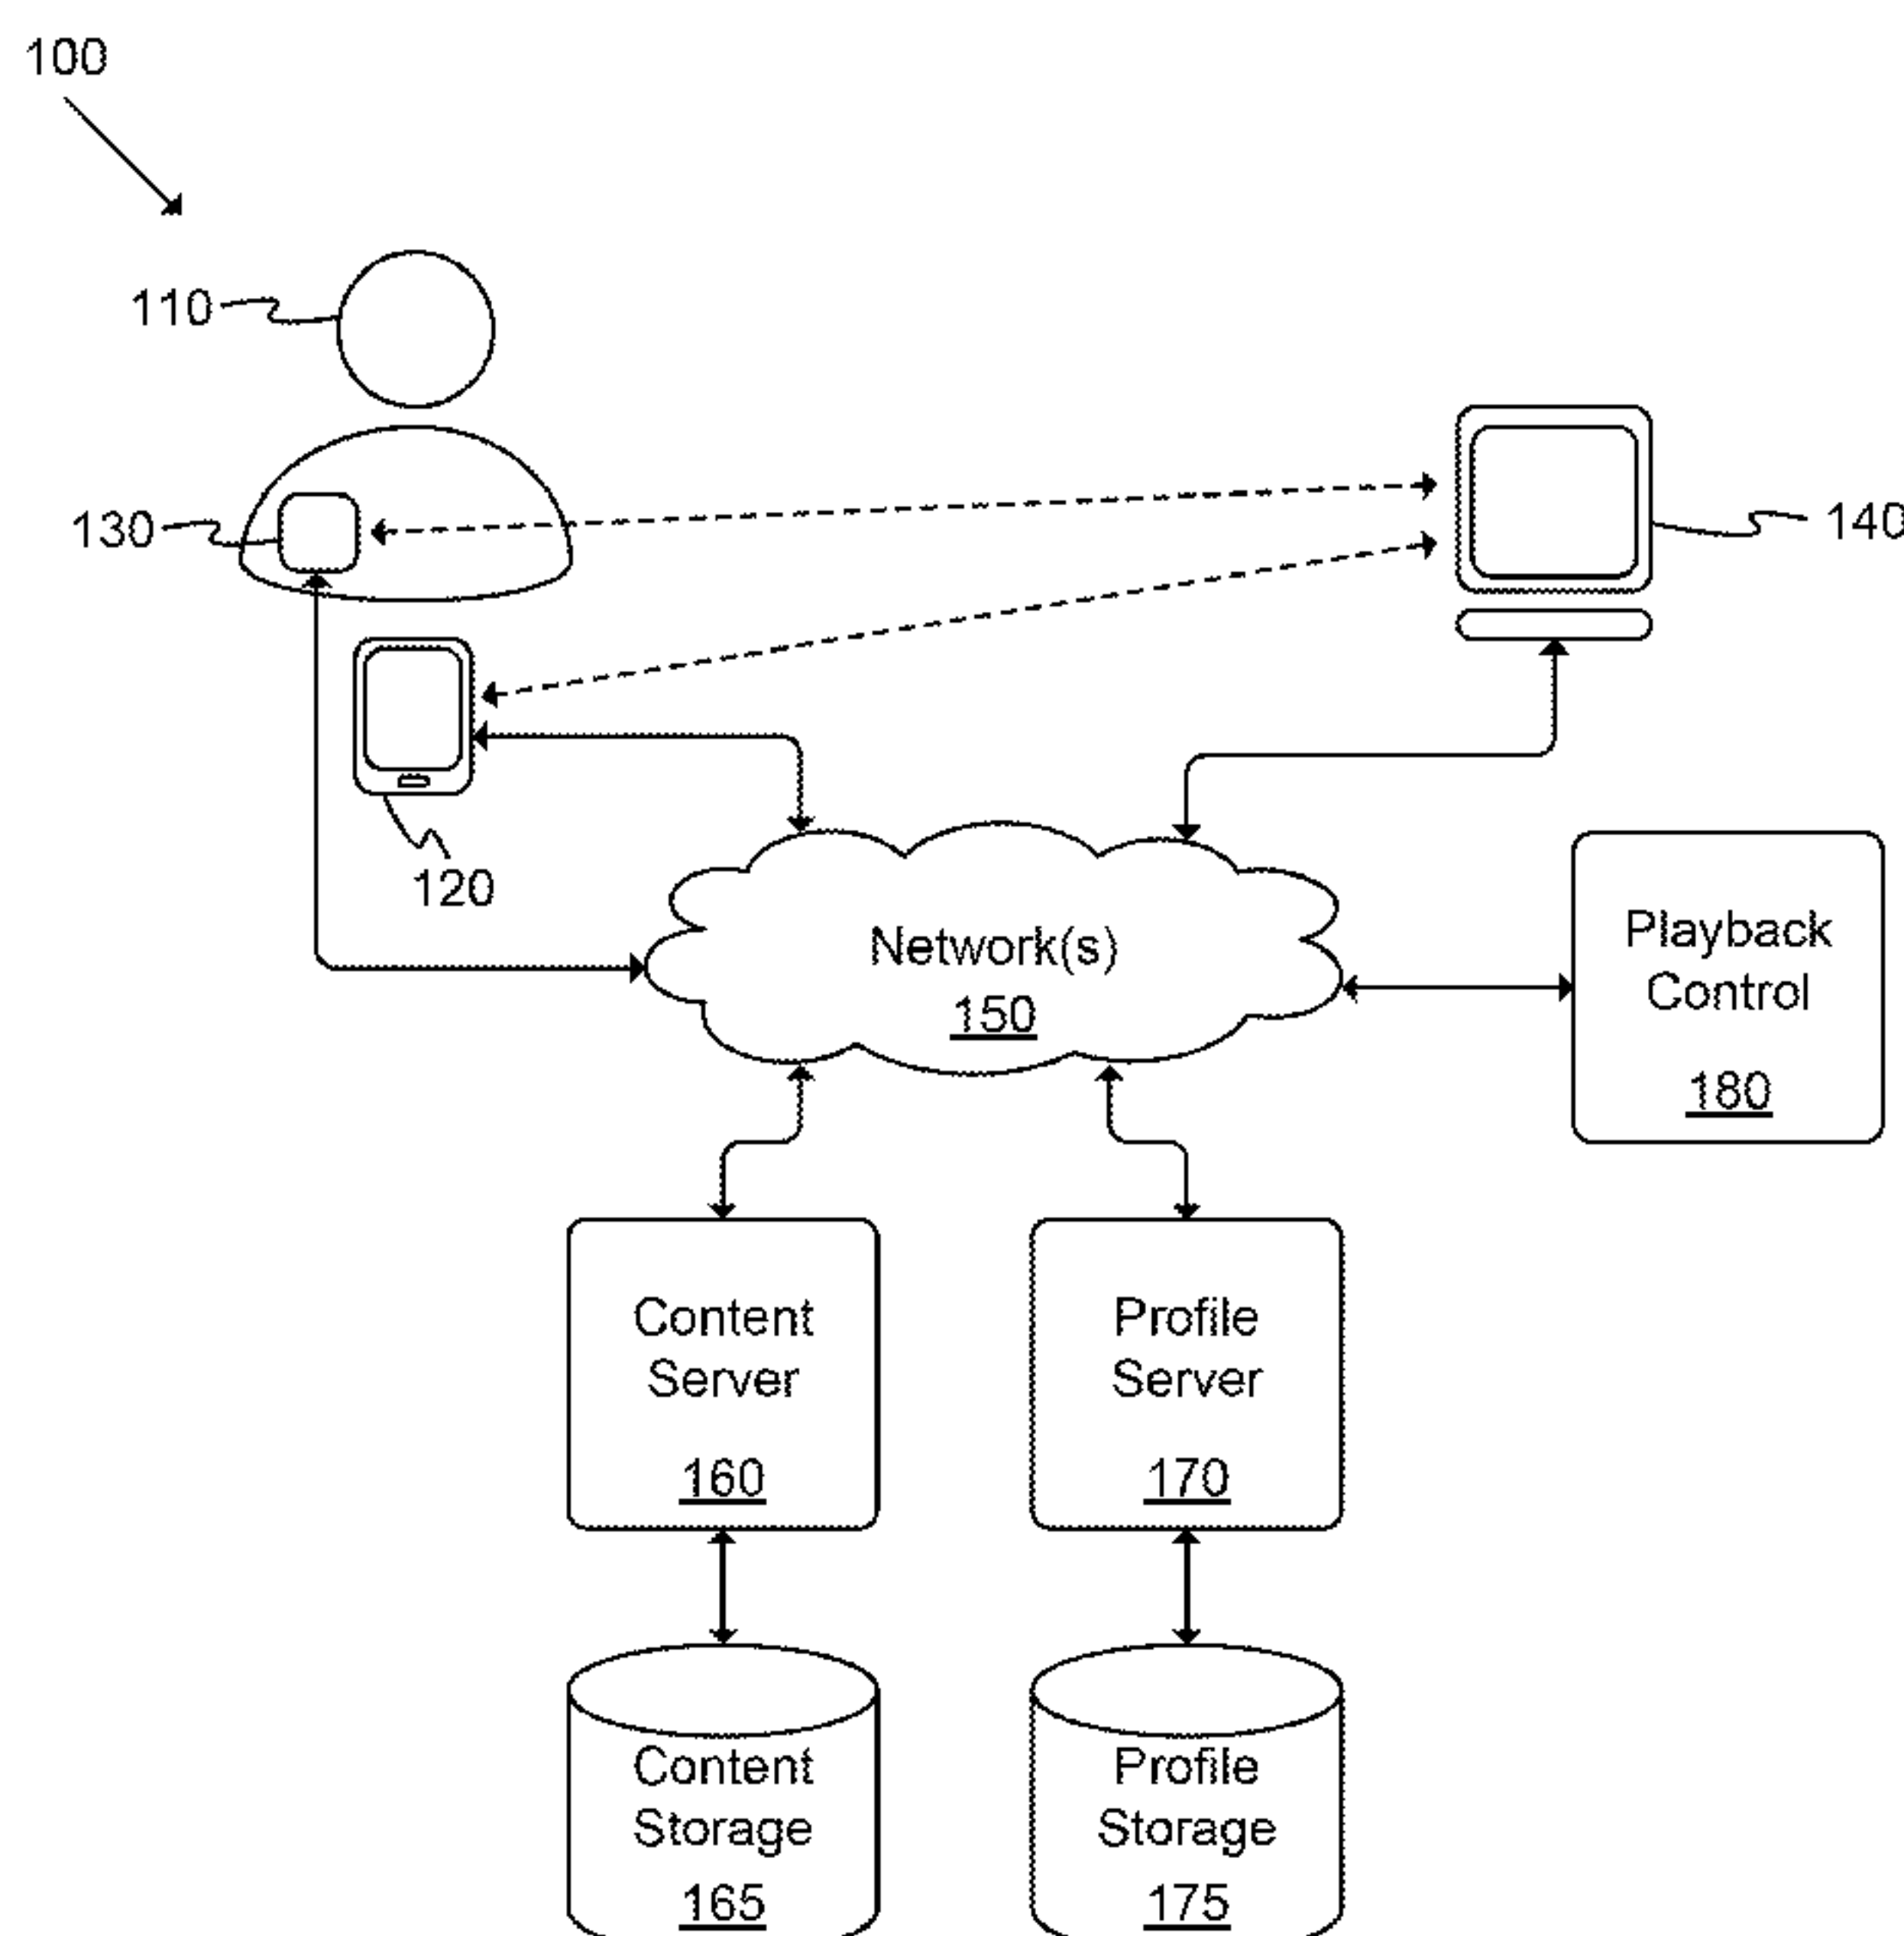 100
110
130
140
120
Network(s)
150
Playback
Control
180
Content
Server
160
Profile
Server
170
Content
Storage
165
Profile
Storage
175